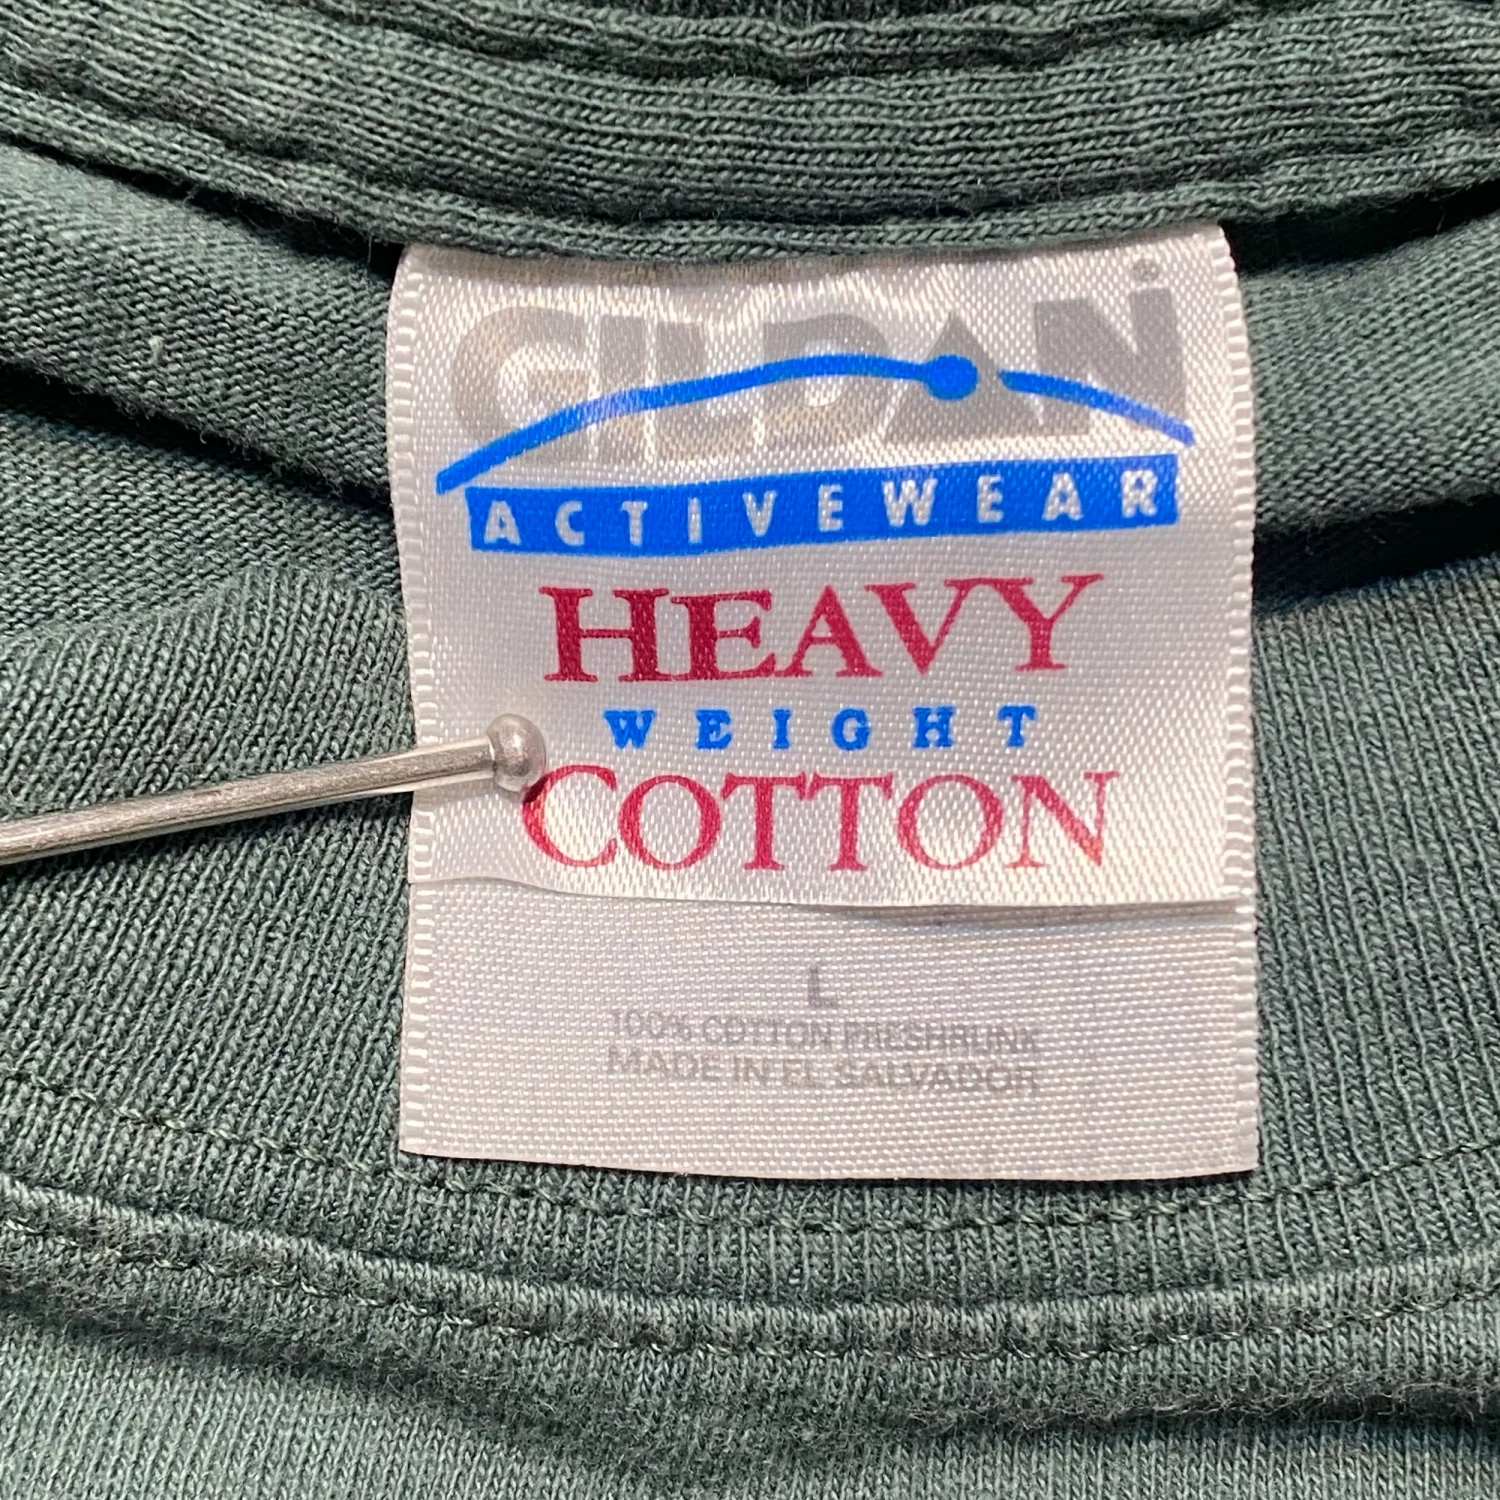 GILDAN
ACTIVEWEAR
HEAVY
WEIGHT
COTTON
L
100% COTTON PRESHRUNK
MADE IN EL SALVADOR